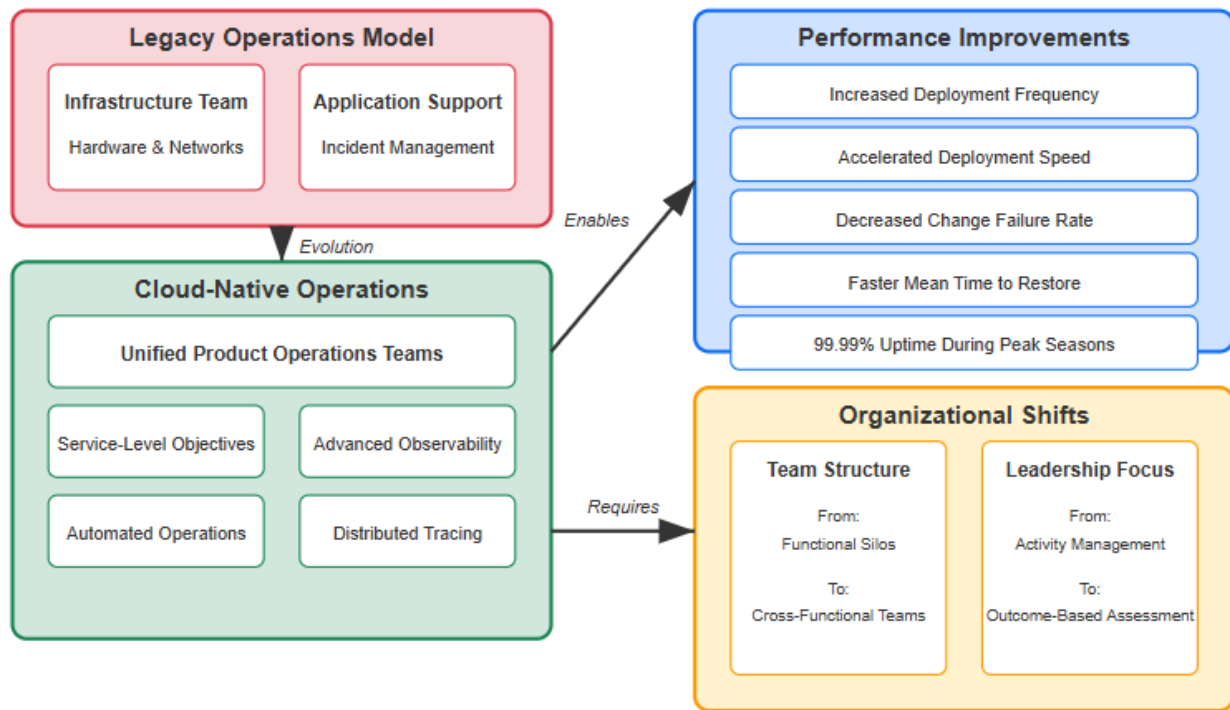 Legacy Operations Model
Infrastructure Team
Hardware & Networks
Application Support
Incident Management
Evolution
Cloud-Native Operations
Unified Product Operations Teams
Service-Level Objectives
Advanced Observability
Automated Operations
Distributed Tracing
Enables
Performance Improvements
Increased Deployment Frequency
Accelerated Deployment Speed
Decreased Change Failure Rate
Faster Mean Time to Restore
99.99% Uptime During Peak Seasons
Requires
Organizational Shifts
Team Structure
From:
Functional Silos
To:
Cross-Functional Teams
Leadership Focus
From:
Activity Management
To:
Outcome-Based Assessment